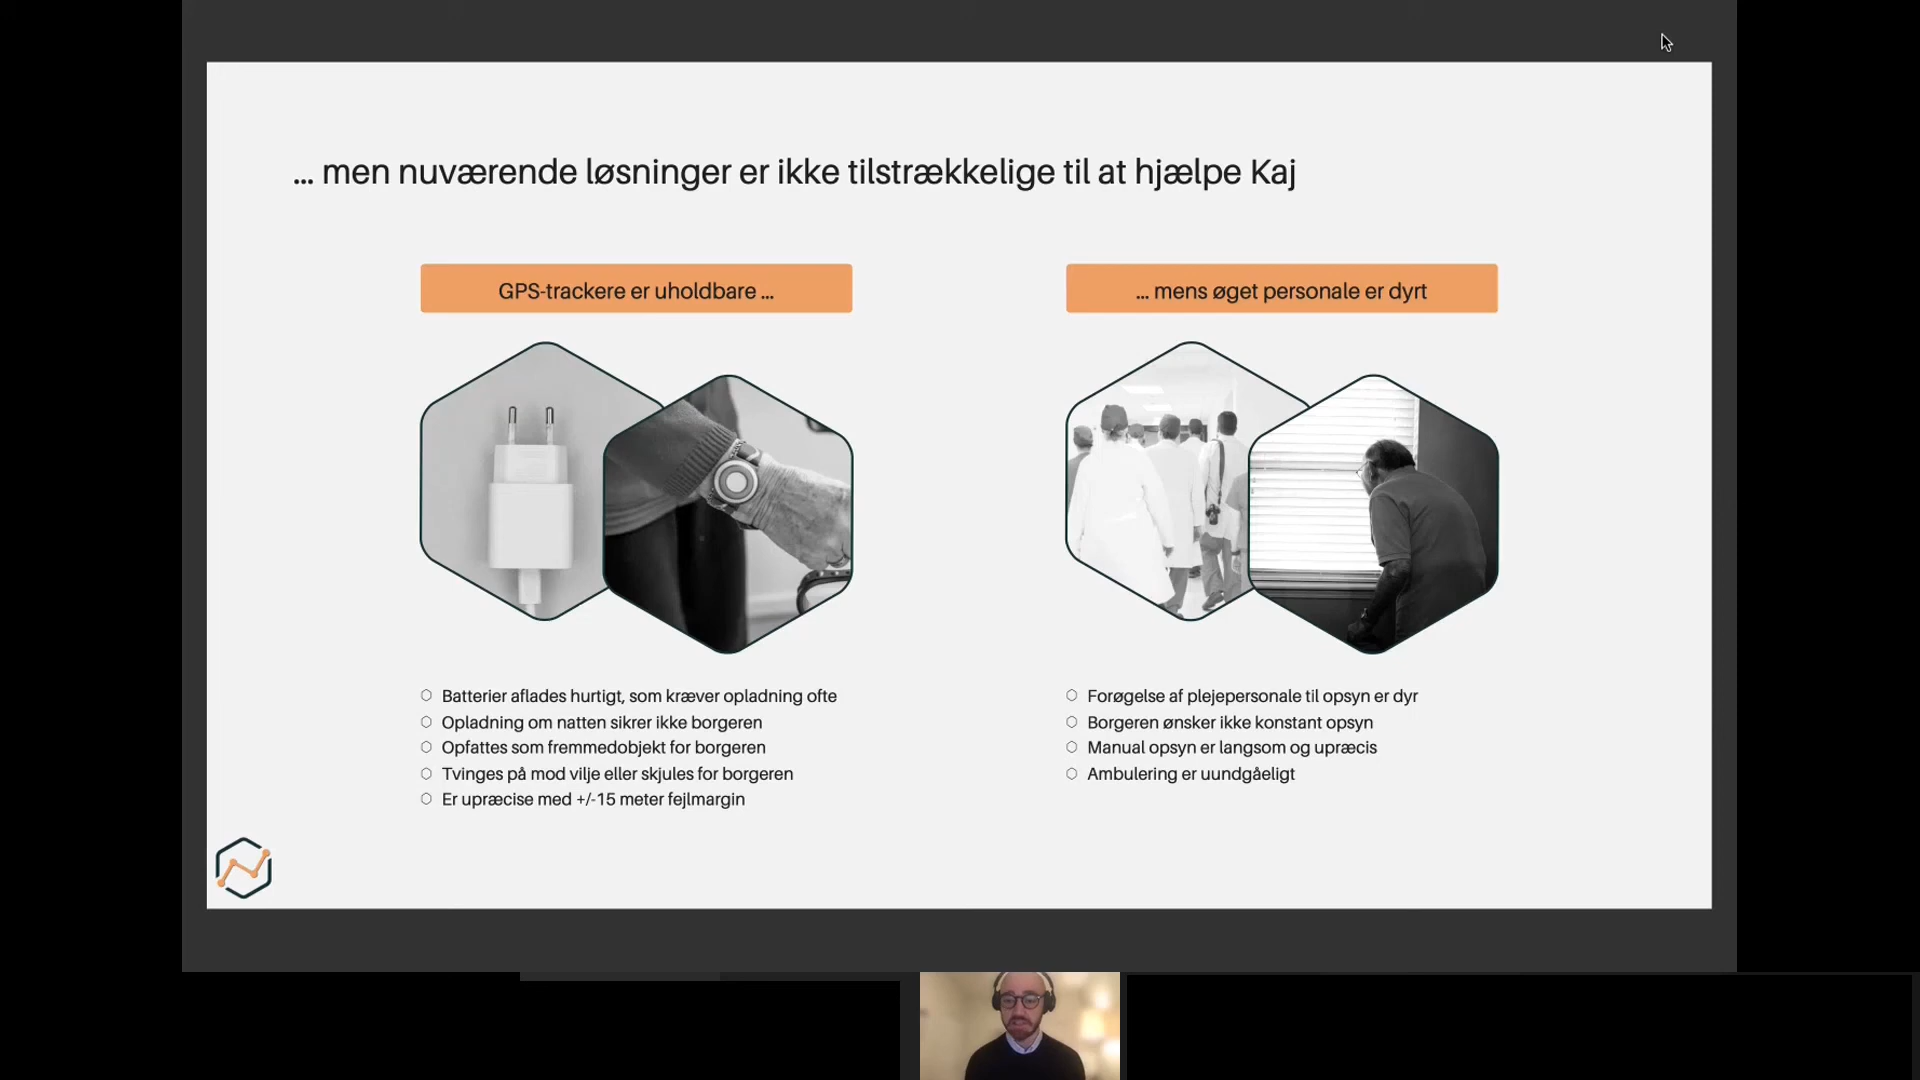 ... men nuværende løsninger er ikke tilstrækkelige til at hjælpe Kaj
GPS-trackere er uholdbare ...
Batterier aflades hurtigt, som kræver opladning ofte
Opladning om natten sikrer ikke borgeren
Opfattes som fremmedobjekt for borgeren
Tvinges på mod vilje eller skjules for borgeren
Er upræcise med +/-15 meter fejlmargin
... mens øget personale er dyrt
Forøgelse af plejepersonale til opsyn er dyr
Borgeren ønsker ikke konstant opsyn
Manual opsyn er langsom og upræcis
Ambulering er uundgåeligt